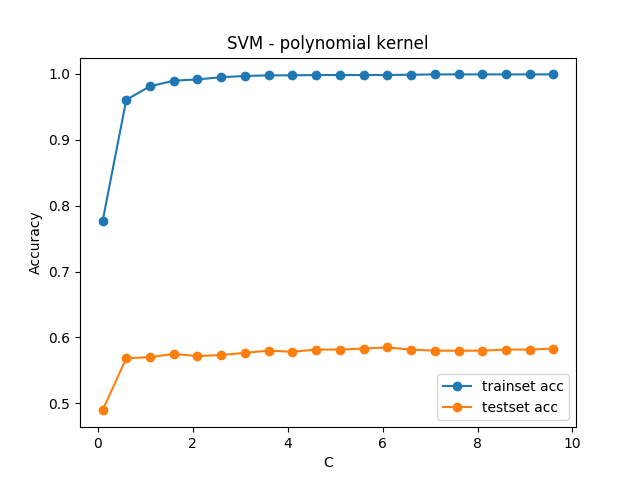 SVM - polynomial kernel
1.0
0.9
0.8
0.7
0.6
0.5
Accuracy
0 2 4 6 8 10
C
trainset acc
testset acc